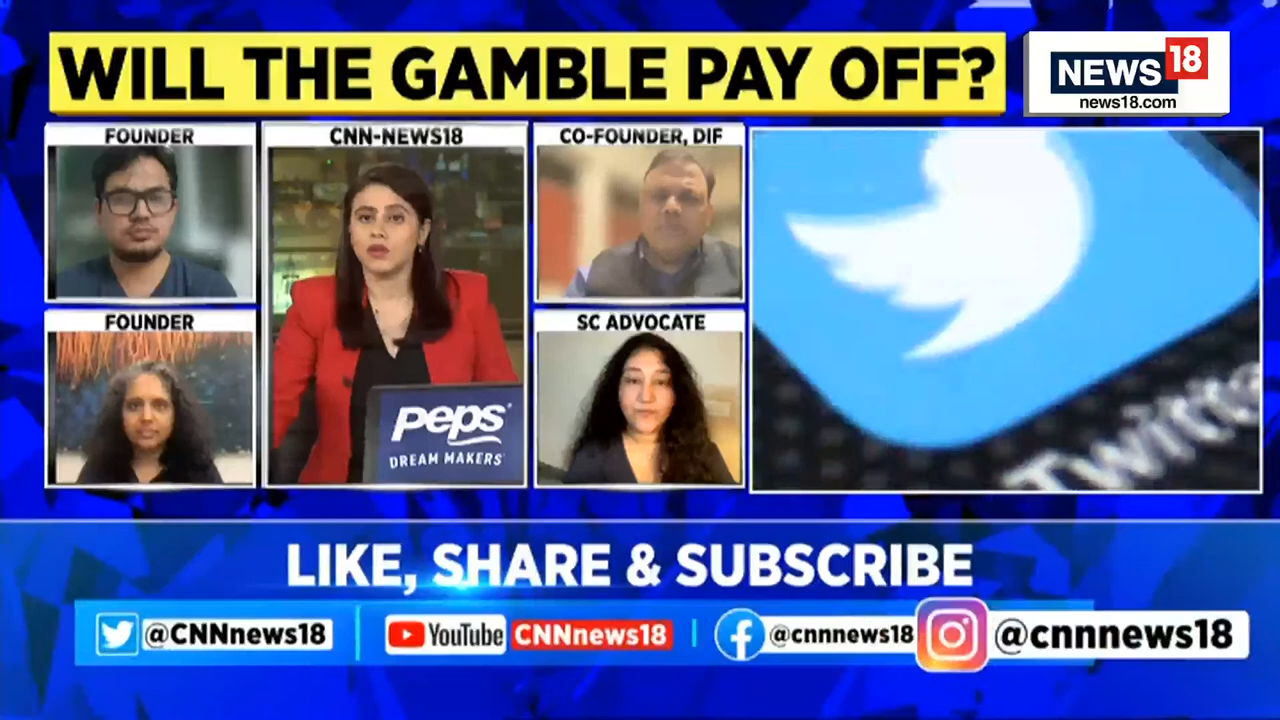 WILL THE GAMBLE PAY OFF?
NEWS18
news18.com
FOUNDER
CNN-NEWS18
CO-FOUNDER, DIF
FOUNDER
SC ADVOCATE
peps
DREAM MAKERS
Twitte
LIKE, SHARE & SUBSCRIBE
@CNNnews18
YouTube CNNnews18
@cnnnews18
@cnnnews18